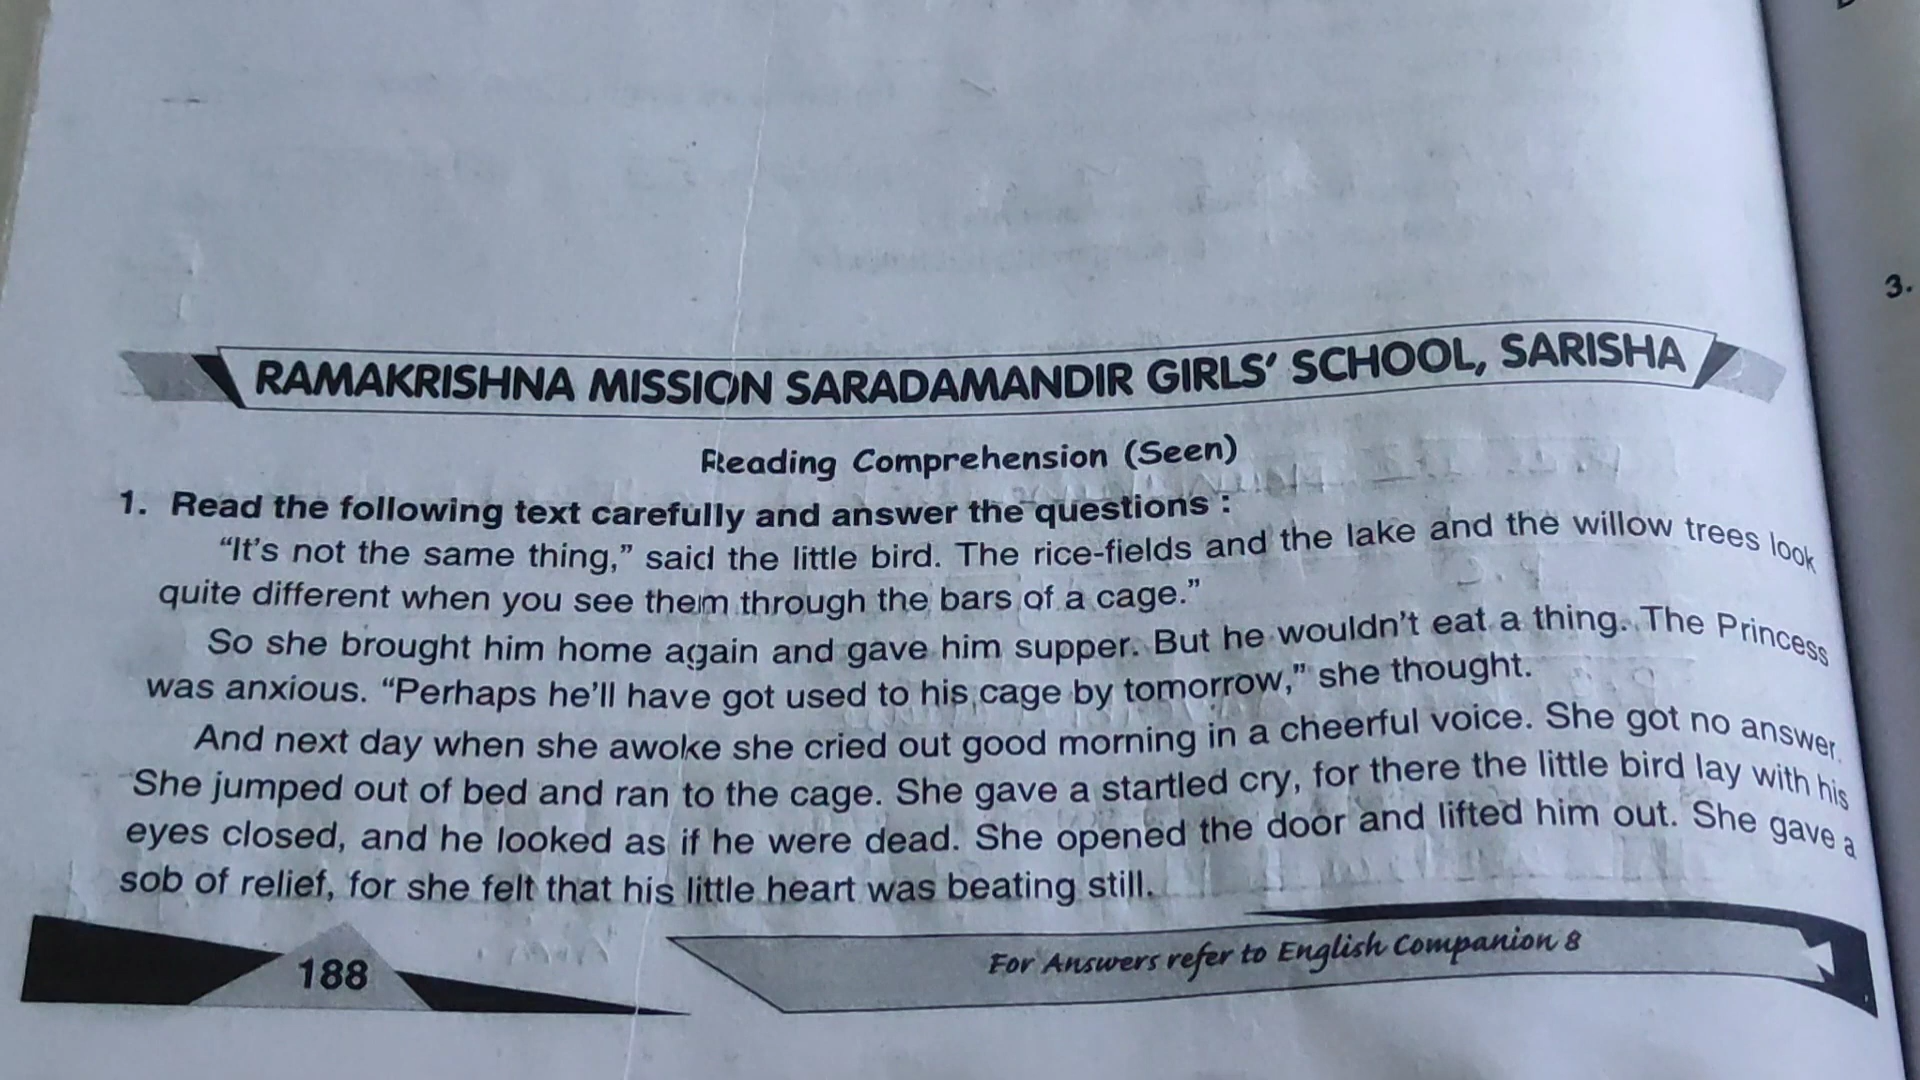 3.
RAMAKRISHNA MISSION SARADAMANDIR GIRLS' SCHOOL, SARISHA
Reading Comprehension (Seen)
1. Read the following text carefully and answer the questions :
"It's not the same thing," said the little bird. The rice-fields and the lake and the willow trees look
quite different when you see them through the bars of a cage."
So she brought him home again and gave him supper. But he wouldn't eat a thing. The Princess
was anxious. "Perhaps he'll have got used to his cage by tomorrow," she thought.
And next day when she awoke she cried out good morning in a cheerful voice. She got no answer.
She jumped out of bed and ran to the cage. She gave a startled cry, for there the little bird lay with his
eyes closed, and he looked as if he were dead. She opened the door and lifted him out. She gave a
sob of relief, for she felt that his little heart was beating still.
188
For Answers refer to English Companion 8